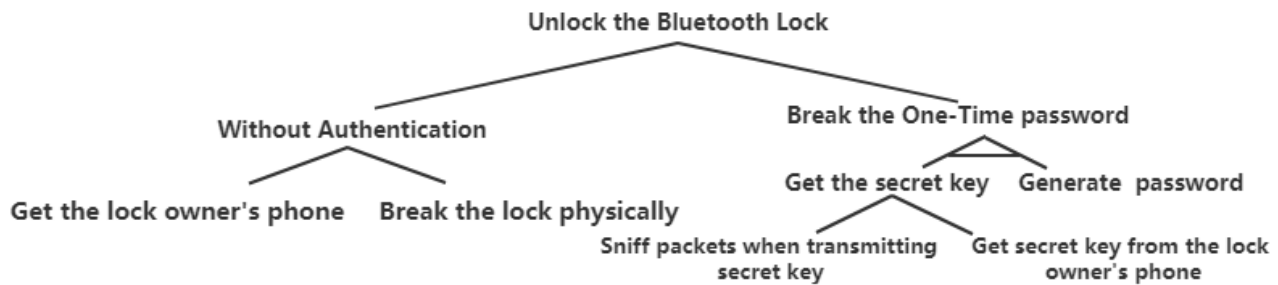 Unlock the Bluetooth Lock
Without Authentication
Break the One-Time password
Get the lock owner's phone
Break the lock physically
Get the secret key
Generate password
Sniff packets when transmitting
secret key
Get secret key from the lock
owner's phone